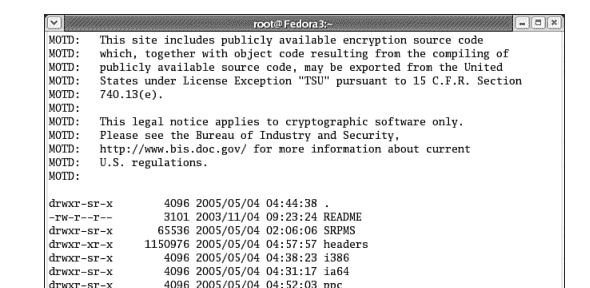 root@Fedora3:~
MOTD:   This site includes publicly available encryption source code
MOTD:   which, together with object code resulting from the compiling of
MOTD:   publicly available source code, may be exported from the United
MOTD:   States under License Exception "TSU" pursuant to 15 C.F.R. Section
MOTD:   740.13(e).
MOTD:
MOTD:   This legal notice applies to cryptographic software only.
MOTD:   Please see the Bureau of Industry and Security,
MOTD:   http://www.bis.doc.gov/ for more information about current
MOTD:   U.S. regulations.
MOTD:
drwxr-sr-x        4096 2005/05/04 04:44:38 .
-rw-r--r--        3101 2003/11/04 09:23:24 README
drwxr-sr-x       65536 2005/05/04 02:06:06 SRPMS
drwxr-xr-x     1150976 2005/05/04 04:57:57 headers
drwxr-sr-x        4096 2005/05/04 04:38:23 i386
drwxr-sr-x        4096 2005/05/04 04:31:17 ia64
drwxr-sr-x        4096 2005/05/04 04:52:03 ppc